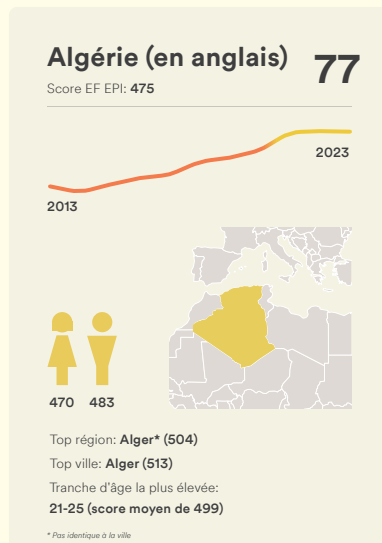 Algérie (en anglais) 77
Score EF EPI: 475
2023
2013
470 483
Top région: Alger* (504)
Top ville: Alger (513)
Tranche d'âge la plus élevée:
21-25 (score moyen de 499)
* Pas identique à la ville